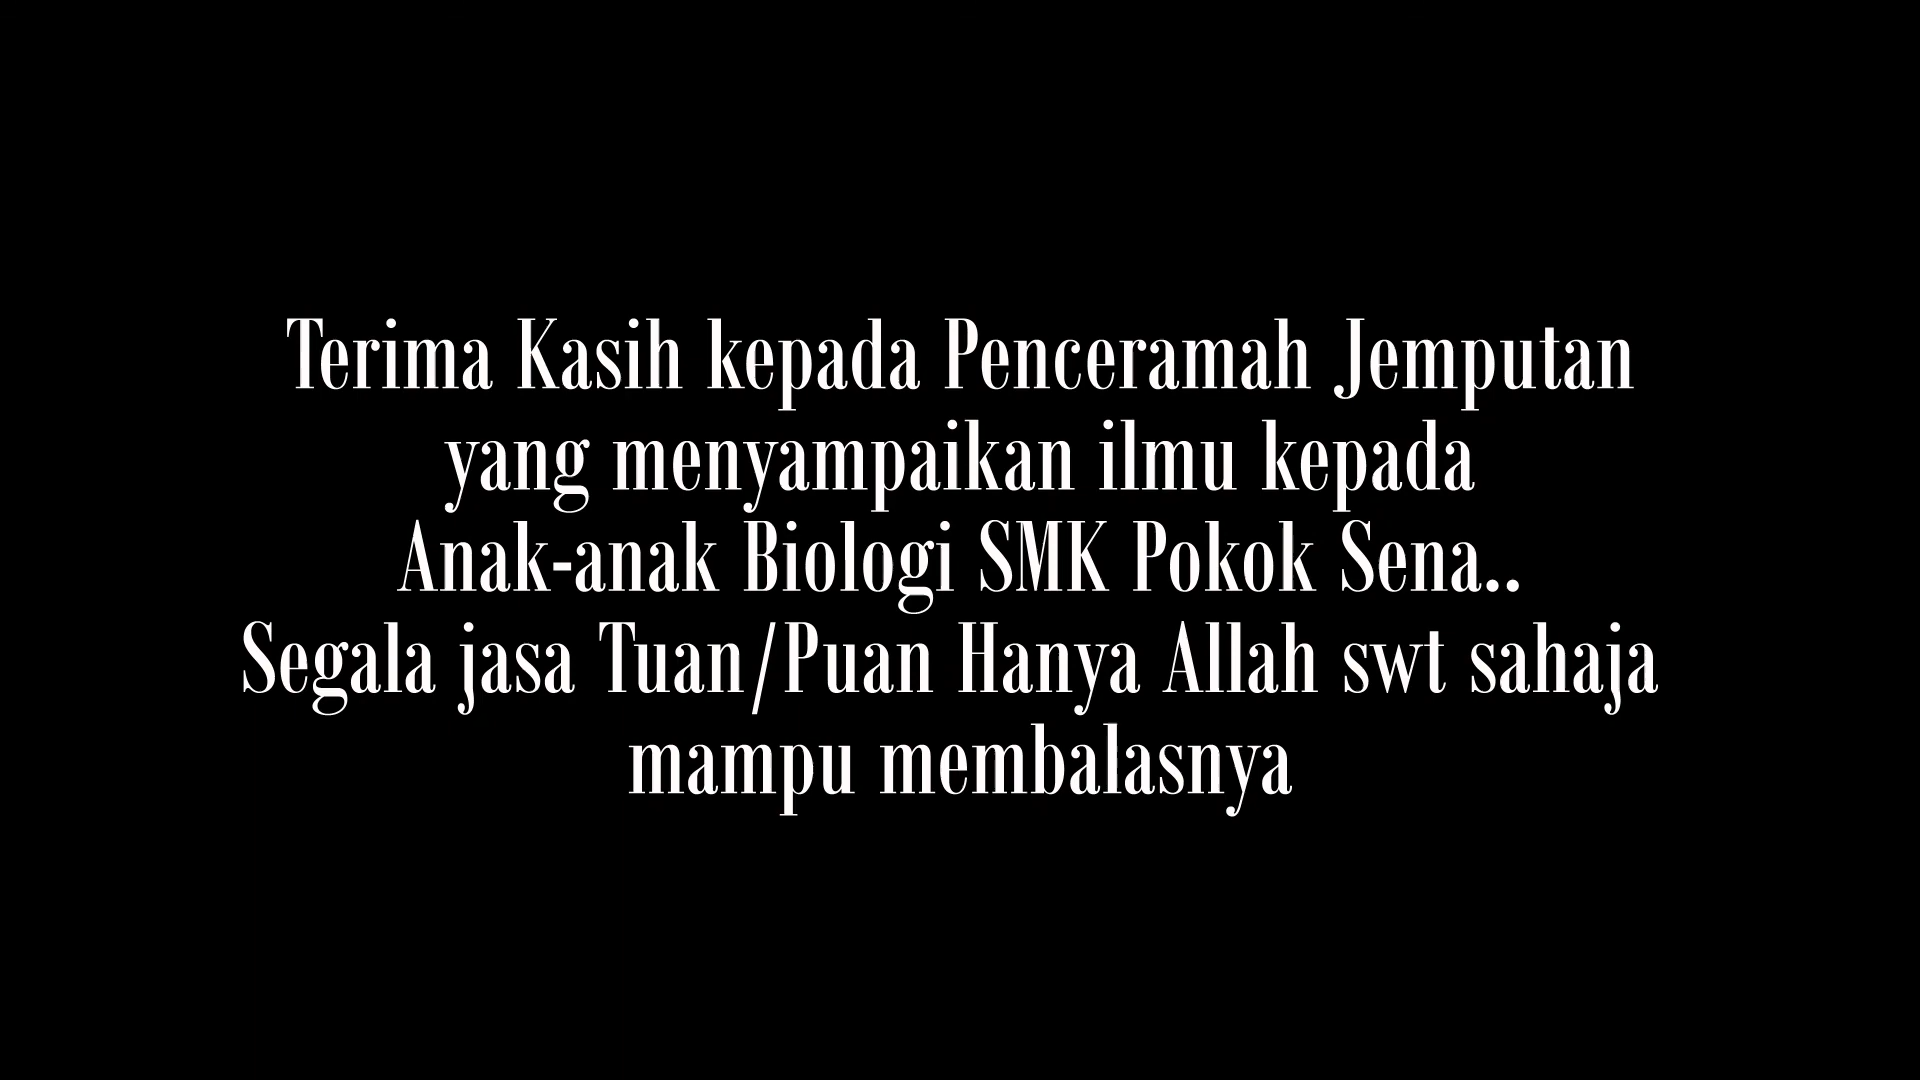 Terima Kasih kepada Penceramah Jemputan
yang menyampaikan ilmu kepada
Anak-anak Biologi SMK Pokok Sena..
Segala jasa Tuan/Puan Hanya Allah swt sahaja
mampu membalasnya